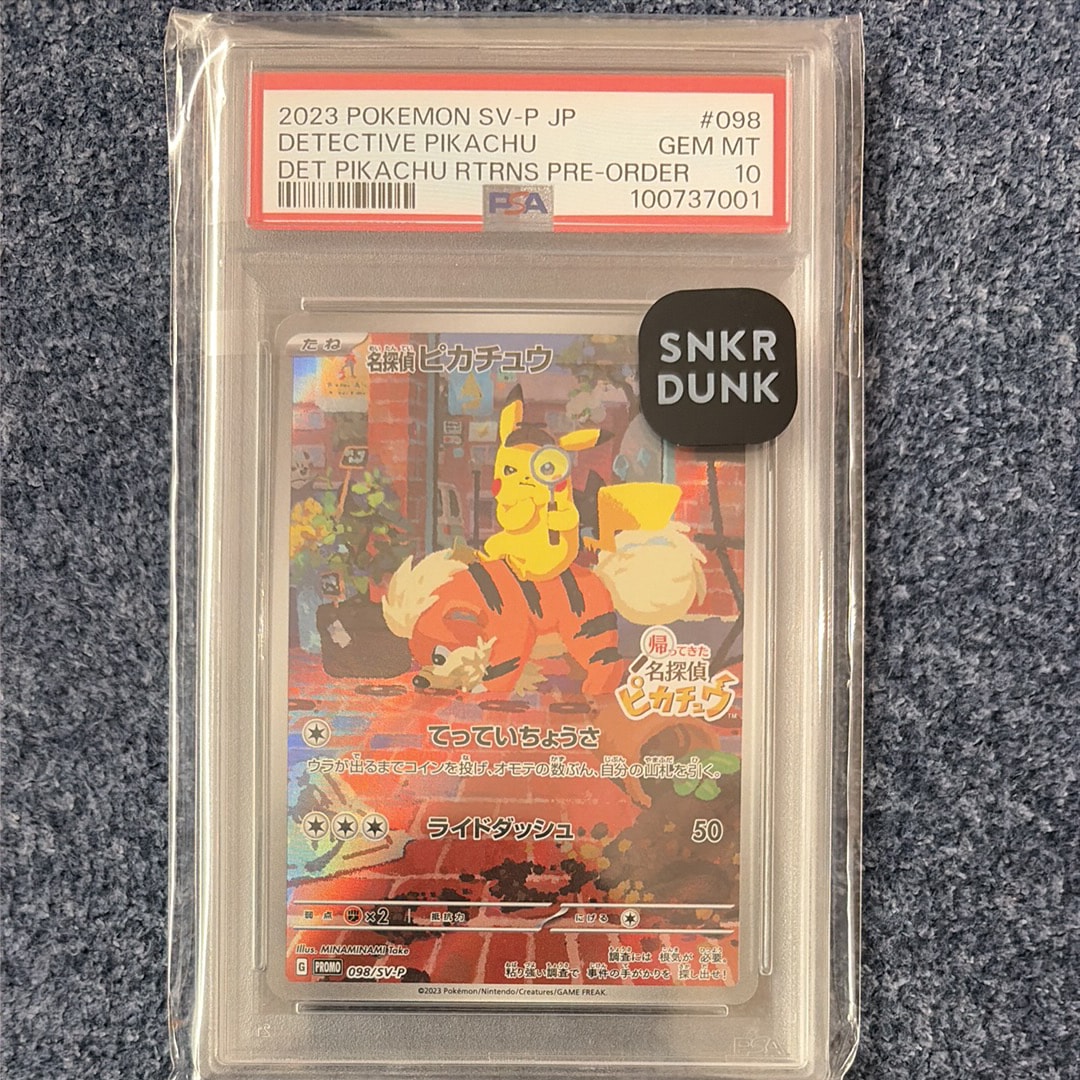 2023 POKEMON SV-P JP #098
DETECTIVE PIKACHU GEM MT
DET PIKACHU RTRNS PRE-ORDER 10
PSA 100737001
SNKR
DUNK
たね
名探偵ピカチュウ
帰ってきた
名探偵
ピカチュウ
てっていちょうさ
ウラが出るまでコインを投げ、オモテの数ぶん、自分の山札を引く。
ライドダッシュ 50
弱点 ×2 抵抗力 にげる
Illus. MINAMINAMI Take
調査には 根気が 必要。
粘り強い調査で 事件の手がかりを 探し出せ!
G PROMO 098/SV-P
©2023 Pokémon/Nintendo/Creatures/GAME FREAK.
PSA